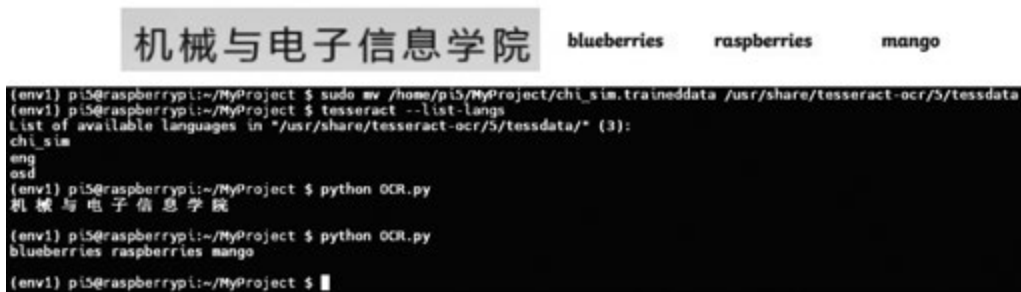 机械与电子信息学院 blueberries raspberries mango
(env1) pi5@raspberrypi:~/MyProject $ sudo mv /home/pi5/MyProject/chi_sim.traineddata /usr/share/tesseract-ocr/5/tessdata
(env1) pi5@raspberrypi:~/MyProject $ tesseract --list-langs
List of available languages in "/usr/share/tesseract-ocr/5/tessdata/" (3):
chi_sim
eng
osd
(env1) pi5@raspberrypi:~/MyProject $ python OCR.py
机 械 与 电 子 信 息 学 院
(env1) pi5@raspberrypi:~/MyProject $ python OCR.py
blueberries raspberries mango
(env1) pi5@raspberrypi:~/MyProject $